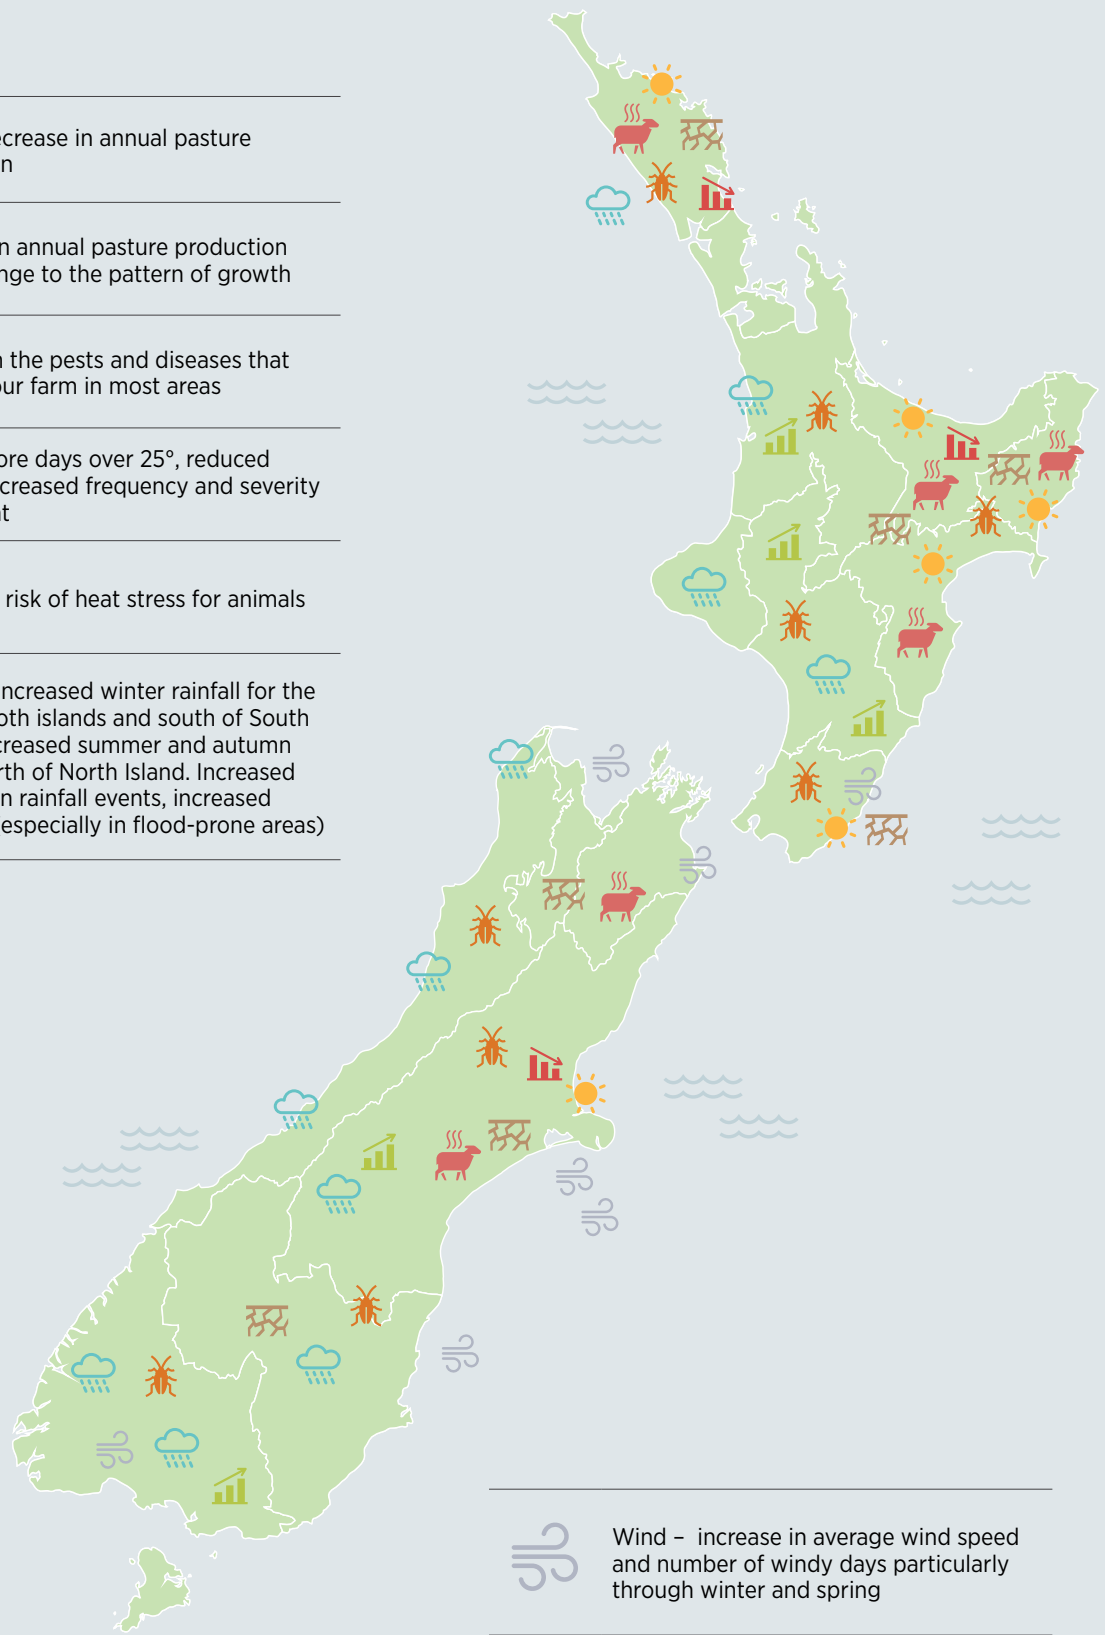 ecrease in annual pasture
n
n annual pasture production
nge to the pattern of growth
n the pests and diseases that
our farm in most areas
ore days over 25°, reduced
creased frequency and severity
t
risk of heat stress for animals
increased winter rainfall for the
oth islands and south of South
creased summer and autumn
rth of North Island. Increased
n rainfall events, increased
(especially in flood-prone areas)
Wind – increase in average wind speed
and number of windy days particularly
through winter and spring